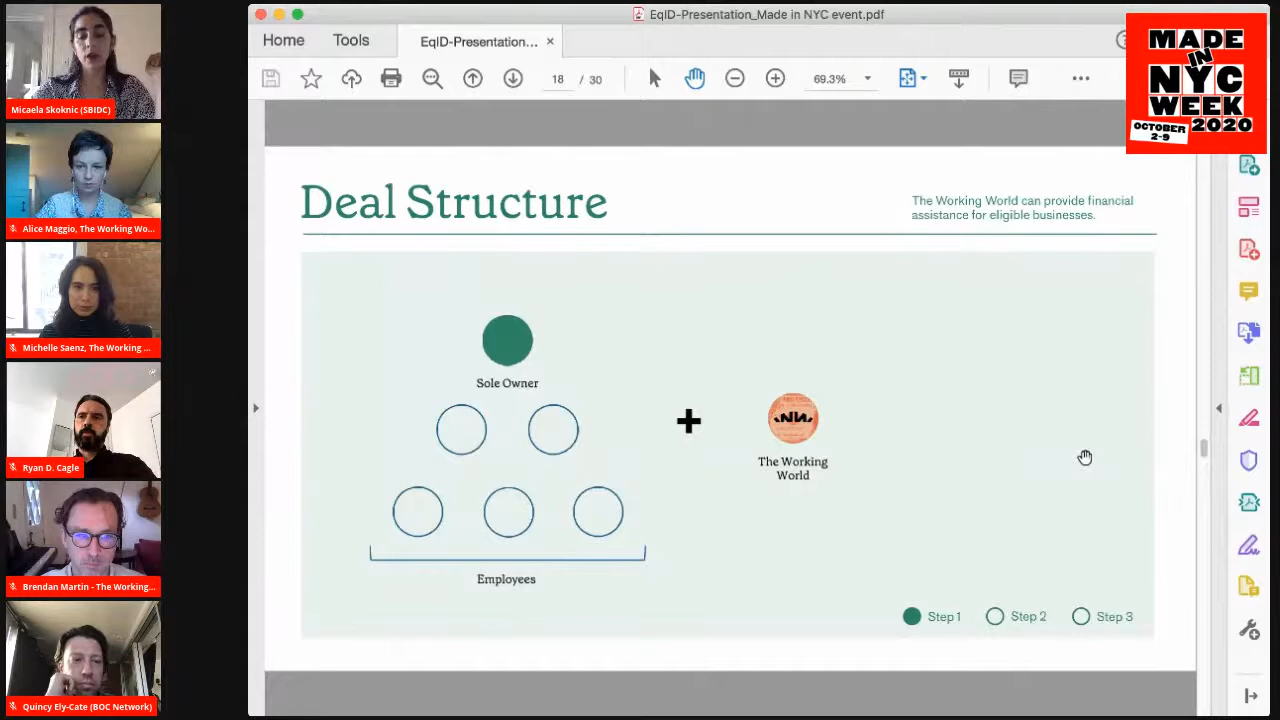 Micaela Skoknic (SBIDC)
Alice Maggio, The Working Wo...
Michelle Saenz, The Working ...
Ryan D. Cagle
Brendan Martin - The Working...
Quincy Ely-Cate (BOC Network)
EqID-Presentation_Made in NYC event.pdf
Home
Tools
EqID-Presentation... ×
18 / 30
69.3%
MADE
IN
NYC
WEEK
OCTOBER
2-9
2020
Deal Structure
The Working World can provide financial
assistance for eligible businesses.
Sole Owner
The Working
World
Employees
Step 1
Step 2
Step 3